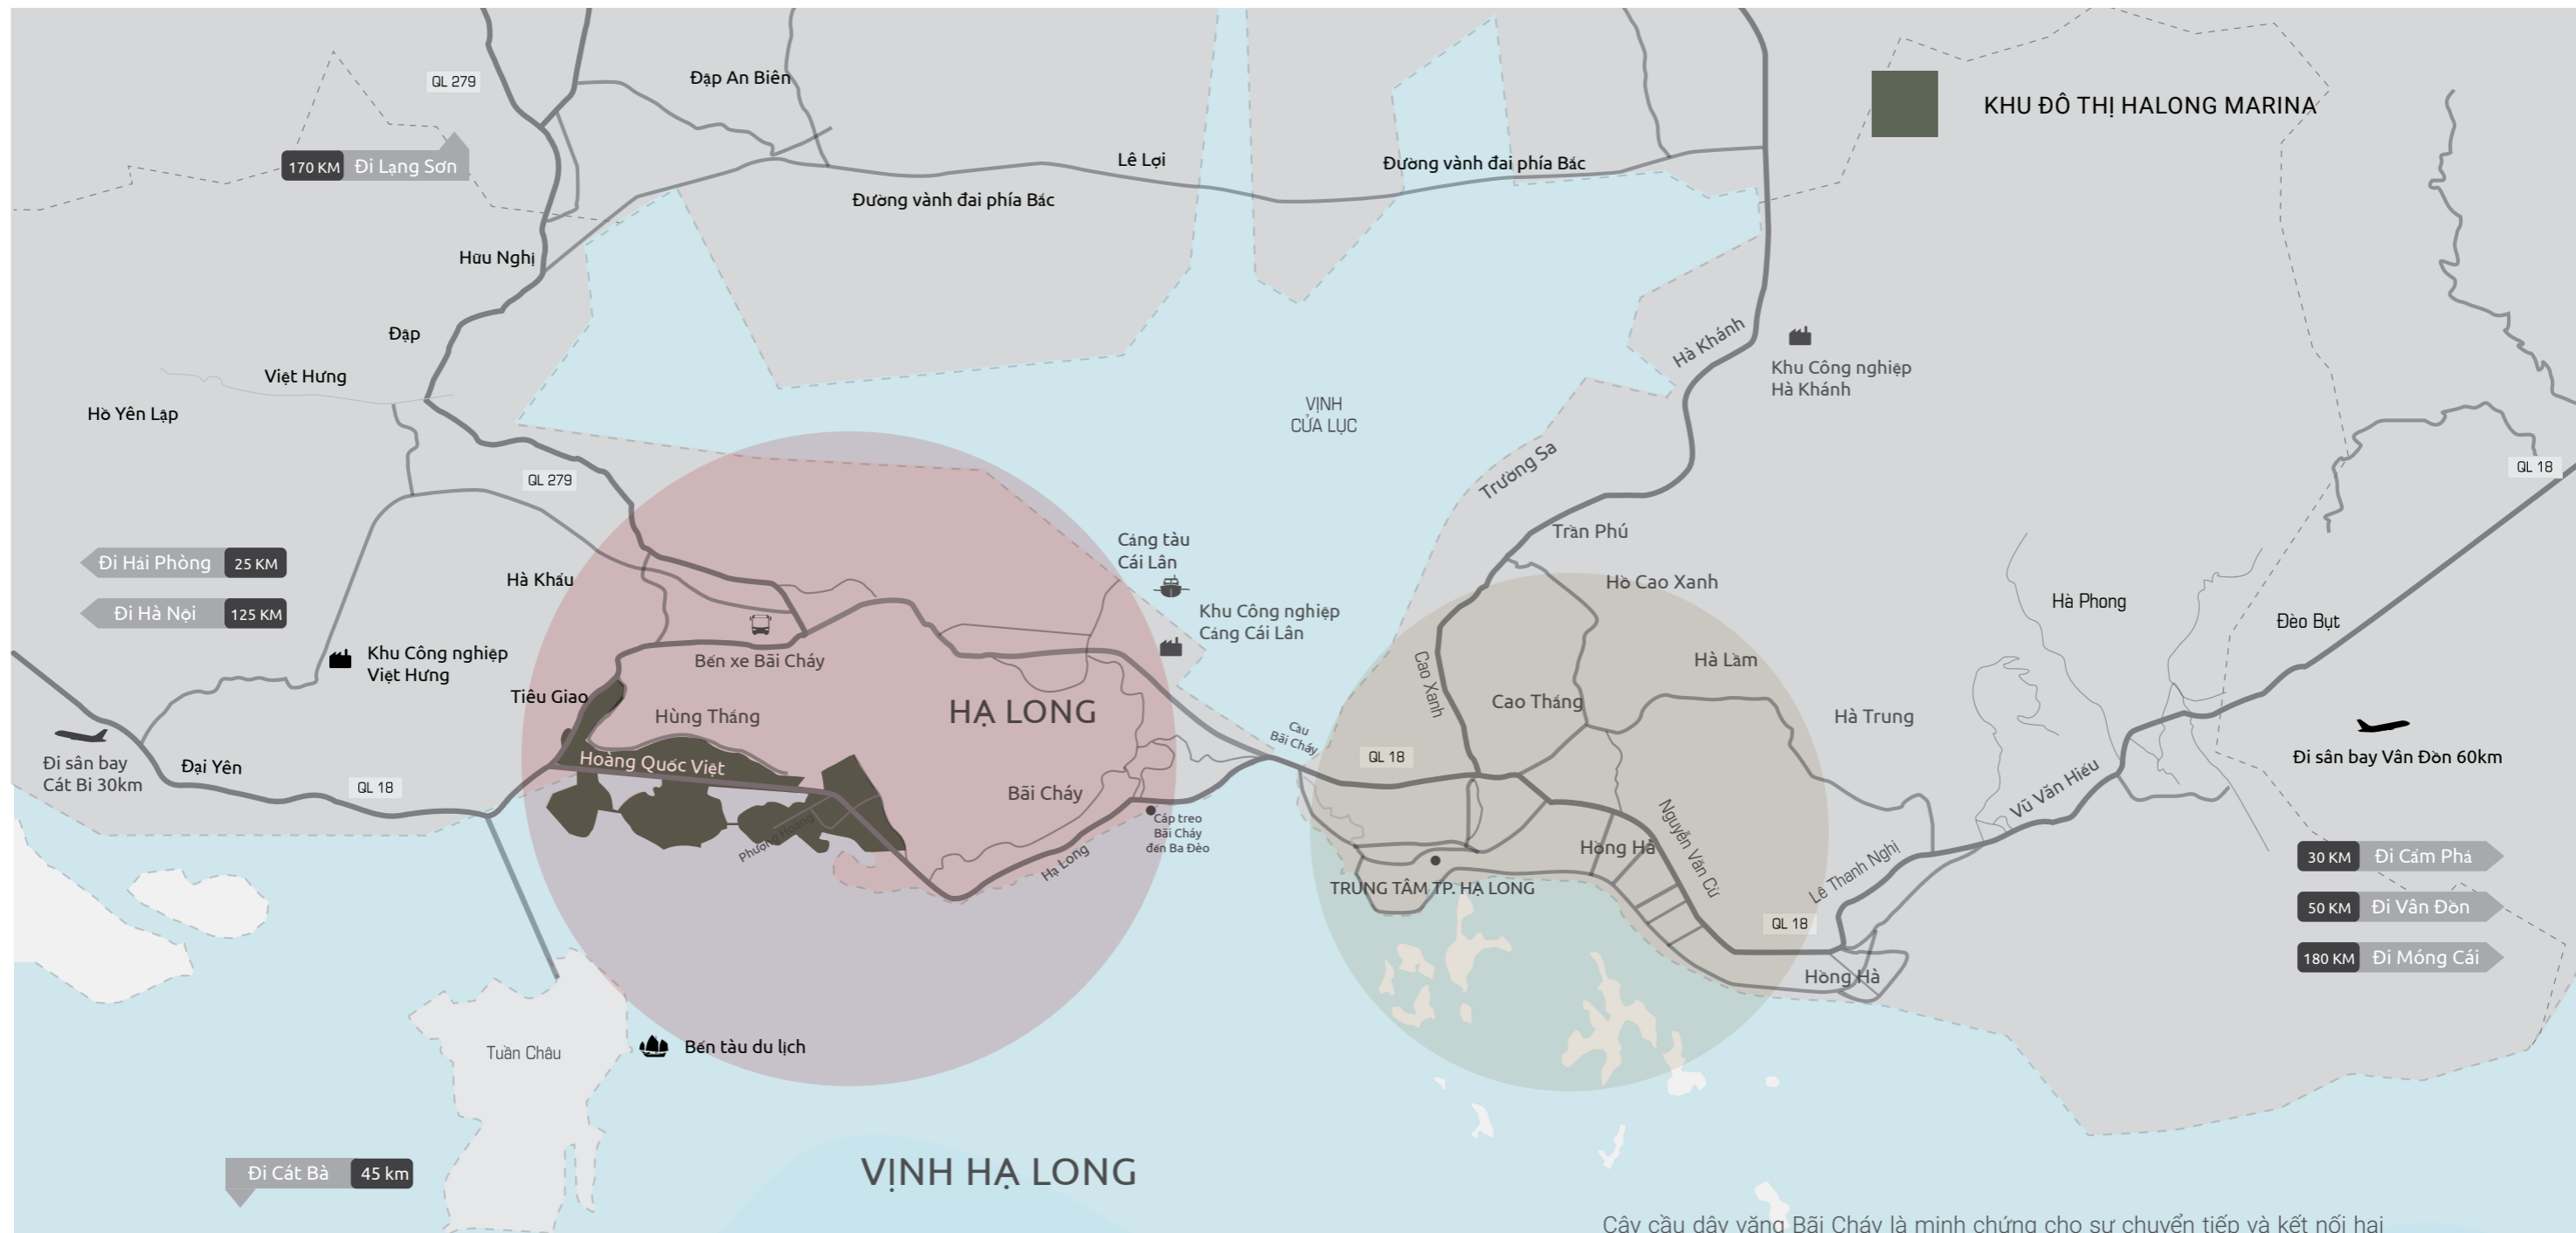 QL 279
Đập An Biên
KHU ĐÔ THỊ HALONG MARINA
170 KM Đi Lạng Sơn
Lê Lợi
Đường vành đai phía Bắc
Đường vành đai phía Bắc
Hữu Nghị
Đập
Hà Khánh
Khu Công nghiệp
Hà Khánh
Việt Hưng
Hồ Yên Lập
VỊNH
CỬA LỤC
Trường Sa
QL 279
QL 18
Trần Phú
Cảng tàu
Cái Lân
Đi Hải Phòng 25 KM
Hà Khẩu
Hồ Cao Xanh
Đi Hà Nội 125 KM
Khu Công nghiệp
Cảng Cái Lân
Hà Phong
Đèo Bụt
Khu Công nghiệp
Việt Hưng
Bến xe Bãi Cháy
Hà Lầm
Cao Xanh
Tiêu Giao
Hùng Thắng
HẠ LONG
Cao Thắng
Hà Trung
Cầu
Bãi Cháy
QL 18
Đi sân bay
Cát Bi 30km
Đại Yên
Hoàng Quốc Việt
QL 18
Bãi Cháy
Đi sân bay Vân Đồn 60km
Vũ Văn Hiếu
Cáp treo
Bãi Cháy
đến Ba Đèo
Phượng Hoàng
Hạ Long
Hồng Hà
Nguyễn Văn Cừ
Lê Thanh Nghị
30 KM Đi Cẩm Phả
TRUNG TÂM TP. HẠ LONG
50 KM Đi Vân Đồn
QL 18
180 KM Đi Móng Cái
Hồng Hà
Tuần Châu
Bến tàu du lịch
Đi Cát Bà 45 km
VỊNH HẠ LONG
Cây cầu dây văng Bãi Cháy là minh chứng cho sự chuyển tiếp và kết nối hai